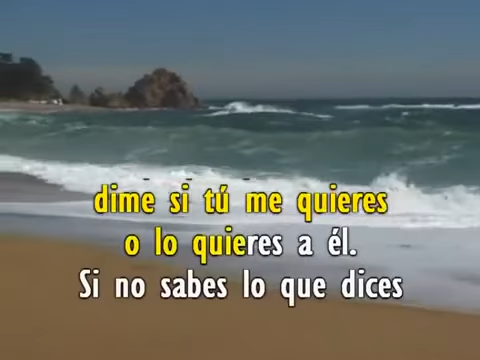 dime si tú me quieres
o lo quieres a él.
Si no sabes lo que dices